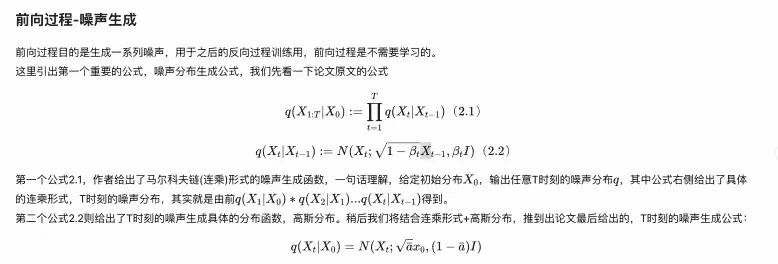 前向过程-噪声生成
前向过程目的是生成一系列噪声，用于之后的反向过程训练用，前向过程是不需要学习的。
这里引出第一个重要的公式，噪声分布生成公式，我们先看一下论文原文的公式
$q(X_{1:T}|X_0) := \prod_{t=1}^{T} q(X_t|X_{t-1})$（2.1）
$q(X_t|X_{t-1}) := N(X_t; \sqrt{1-\beta_t}X_{t-1}, \beta_t I)$（2.2）
第一个公式2.1，作者给出了马尔科夫链(连乘)形式的噪声生成函数，一句话理解，给定初始分布$X_0$，输出任意T时刻的噪声分布$q$，其中公式右侧给出了具体
的连乘形式，T时刻的噪声分布，其实就是由前$q(X_1|X_0) * q(X_2|X_1)...q(X_t|X_{t-1})$得到。
第二个公式2.2则给出了T时刻的噪声生成具体的分布函数，高斯分布。稍后我们将结合连乘形式+高斯分布，推到出论文最后给出的，T时刻的噪声生成公式：
$q(X_t|X_0) = N(X_t; \sqrt{\bar{a}}x_0, (1-\bar{a})I)$